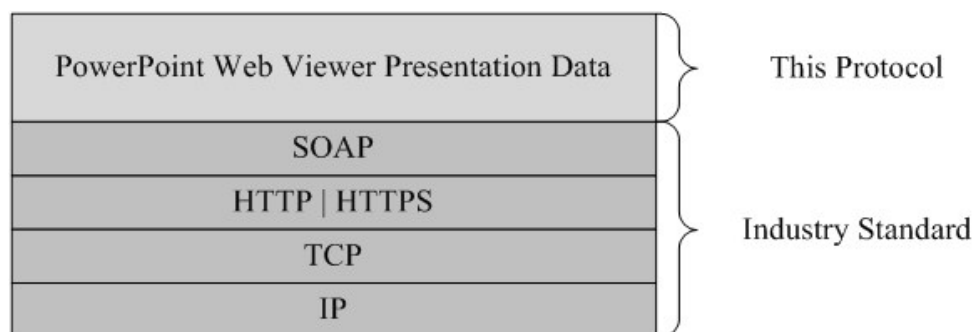 PowerPoint Web Viewer Presentation Data
This Protocol
SOAP
HTTP | HTTPS
TCP
IP
Industry Standard